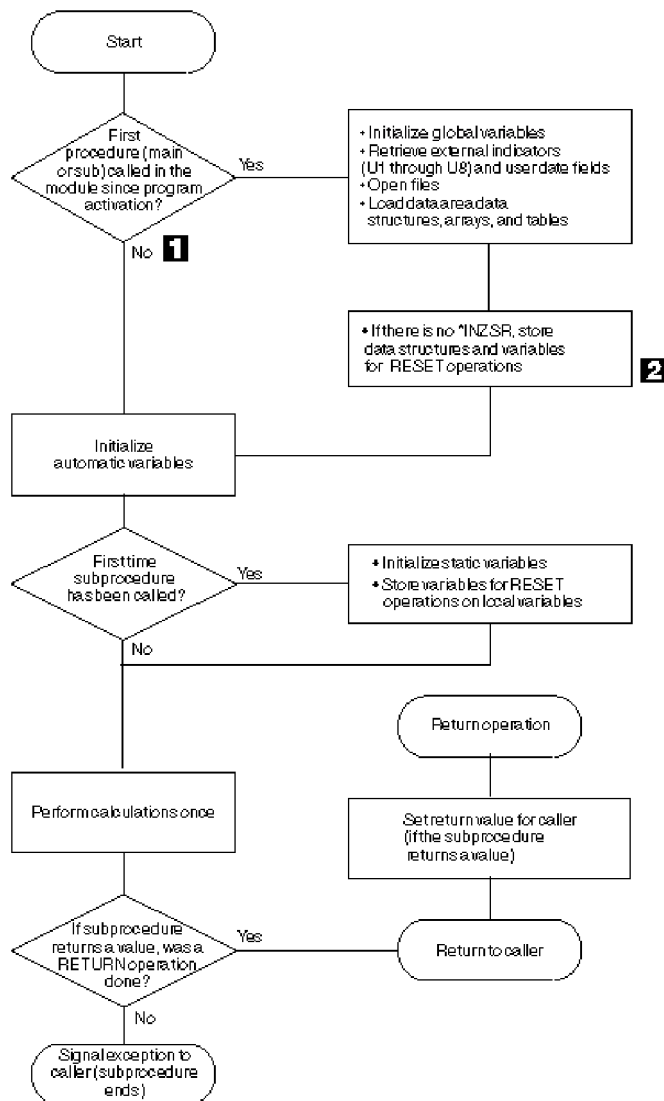 Start
First
procedure (main
or sub) called in the
module since program
activation?
Yes
• Initialize global variables
• Retrieve external indicators
(U1 through U8) and user date fields
• Open files
• Load data area data
structures, arrays, and tables
No 1
• If there is no *INZSR, store
data structures and variables
for RESET operations
2
Initialize
automatic variables
First time
subprocedure
has been called?
Yes
• Initialize static variables
• Store variables for RESET
operations on local variables
No
Return operation
Perform calculations once
Set return value for caller
(if the subprocedure
returns a value)
If subprocedure
returns a value, was a
RETURN operation
done?
Yes
Return to caller
No
Signal exception to
caller (subprocedure
ends)